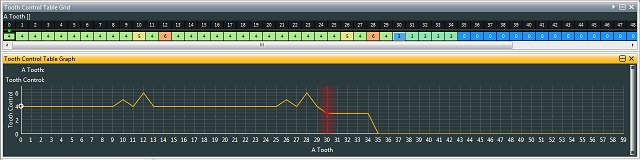 Tooth Control Table Grid
A Tooth []
0 1 2 3 4 5 6 7 8 9 10 11 12 13 14 15 16 17 18 19 20 21 22 23 24 25 26 27 28 29 30 31 32 33 34 35 36 37 38 39 40 41 42 43 44 45 46 47 48
4 4 4 4 4 4 4 4 4 4 5 4 6 4 4 4 4 4 4 4 4 4 4 4 4 4 5 4 6 4 3 3 3 3 3 0 0 0 0 0 0 0 0 0 0 0 0 0 0
Tooth Control Table Graph
A Tooth:
Tooth Control:
Tooth Control
6
4
2
0
0 1 2 3 4 5 6 7 8 9 10 11 12 13 14 15 16 17 18 19 20 21 22 23 24 25 26 27 28 29 30 31 32 33 34 35 36 37 38 39 40 41 42 43 44 45 46 47 48 49 50 51 52 53 54 55 56 57 58 59
A Tooth